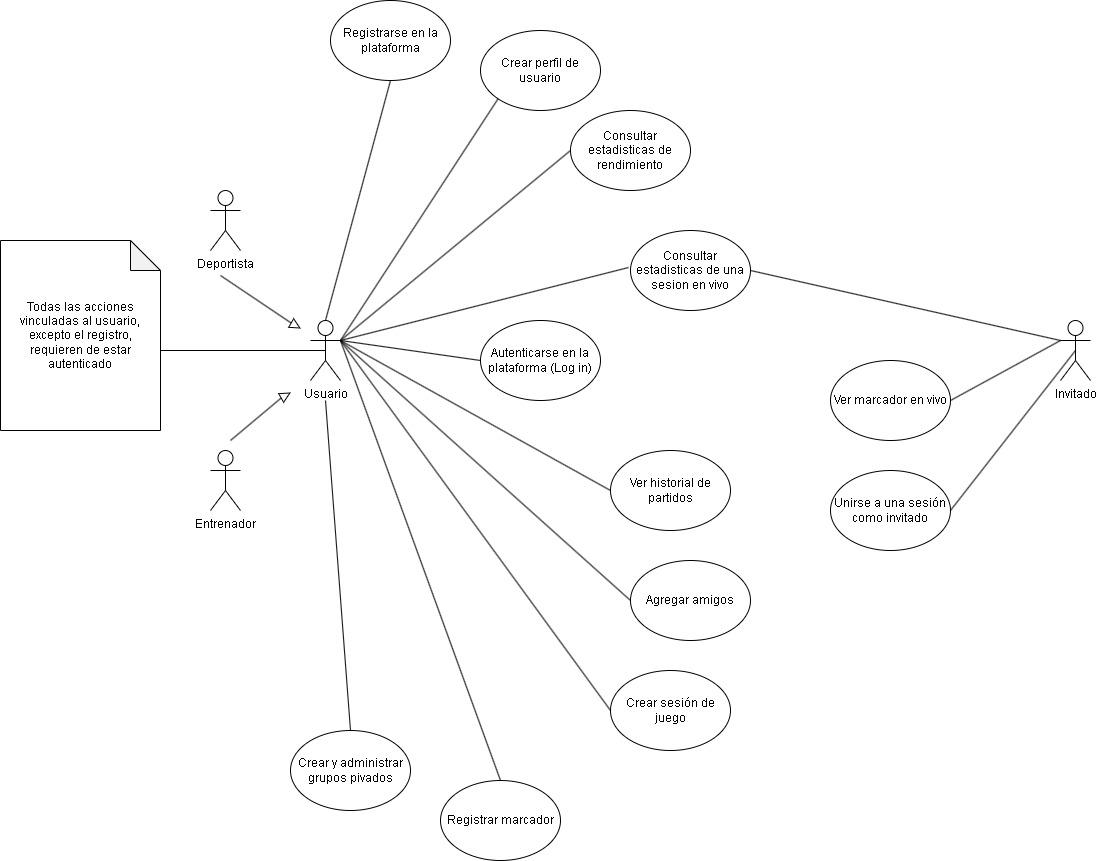 Registrarse en la
plataforma
Crear perfil de
usuario
Consultar
estadisticas de
rendimiento
Deportista
Consultar
estadisticas de una
sesion en vivo
Todas las acciones
vinculadas al usuario,
excepto el registro,
requieren de estar
autenticado
Usuario
Autenticarse en la
plataforma (Log in)
Invitado
Ver marcador en vivo
Entrenador
Ver historial de
partidos
Unirse a una sesión
como invitado
Agregar amigos
Crear sesión de
juego
Crear y administrar
grupos pivados
Registrar marcador